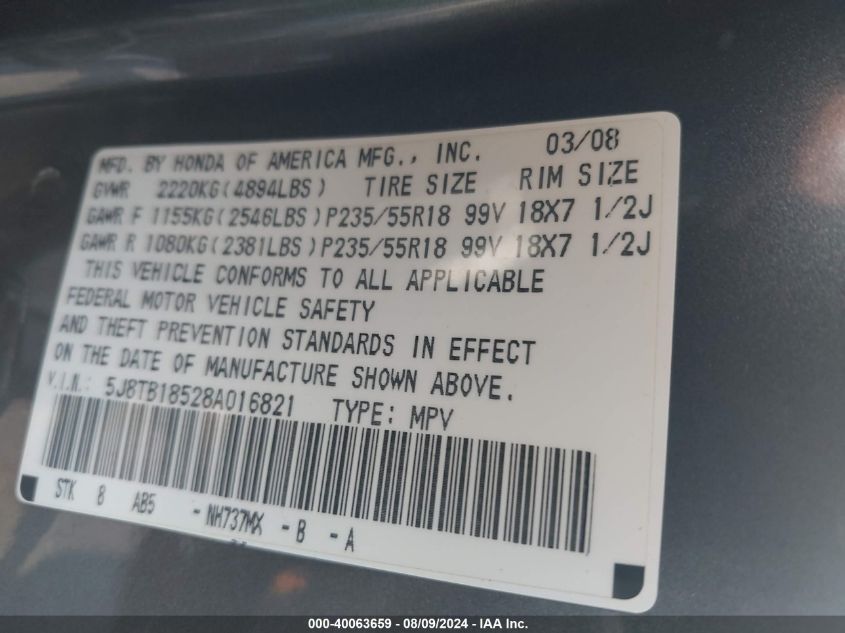 MFD. BY HONDA OF AMERICA MFG., INC. 03/08
GVWR 2220KG(4894LBS) TIRE SIZE RIM SIZE
GAWR F 1155KG(2546LBS)P235/55R18 99V 18X7 1/2J
GAWR R 1080KG(2381LBS)P235/55R18 99V 18X7 1/2J
THIS VEHICLE CONFORMS TO ALL APPLICABLE
FEDERAL MOTOR VEHICLE SAFETY
AND THEFT PREVENTION STANDARDS IN EFFECT
ON THE DATE OF MANUFACTURE SHOWN ABOVE.
V.I.N.: 5J8TB18528A016821 TYPE: MPV
STK 8 AB5 - NH737MX - B - A
000-40063659 - 08/09/2024 - IAA Inc.